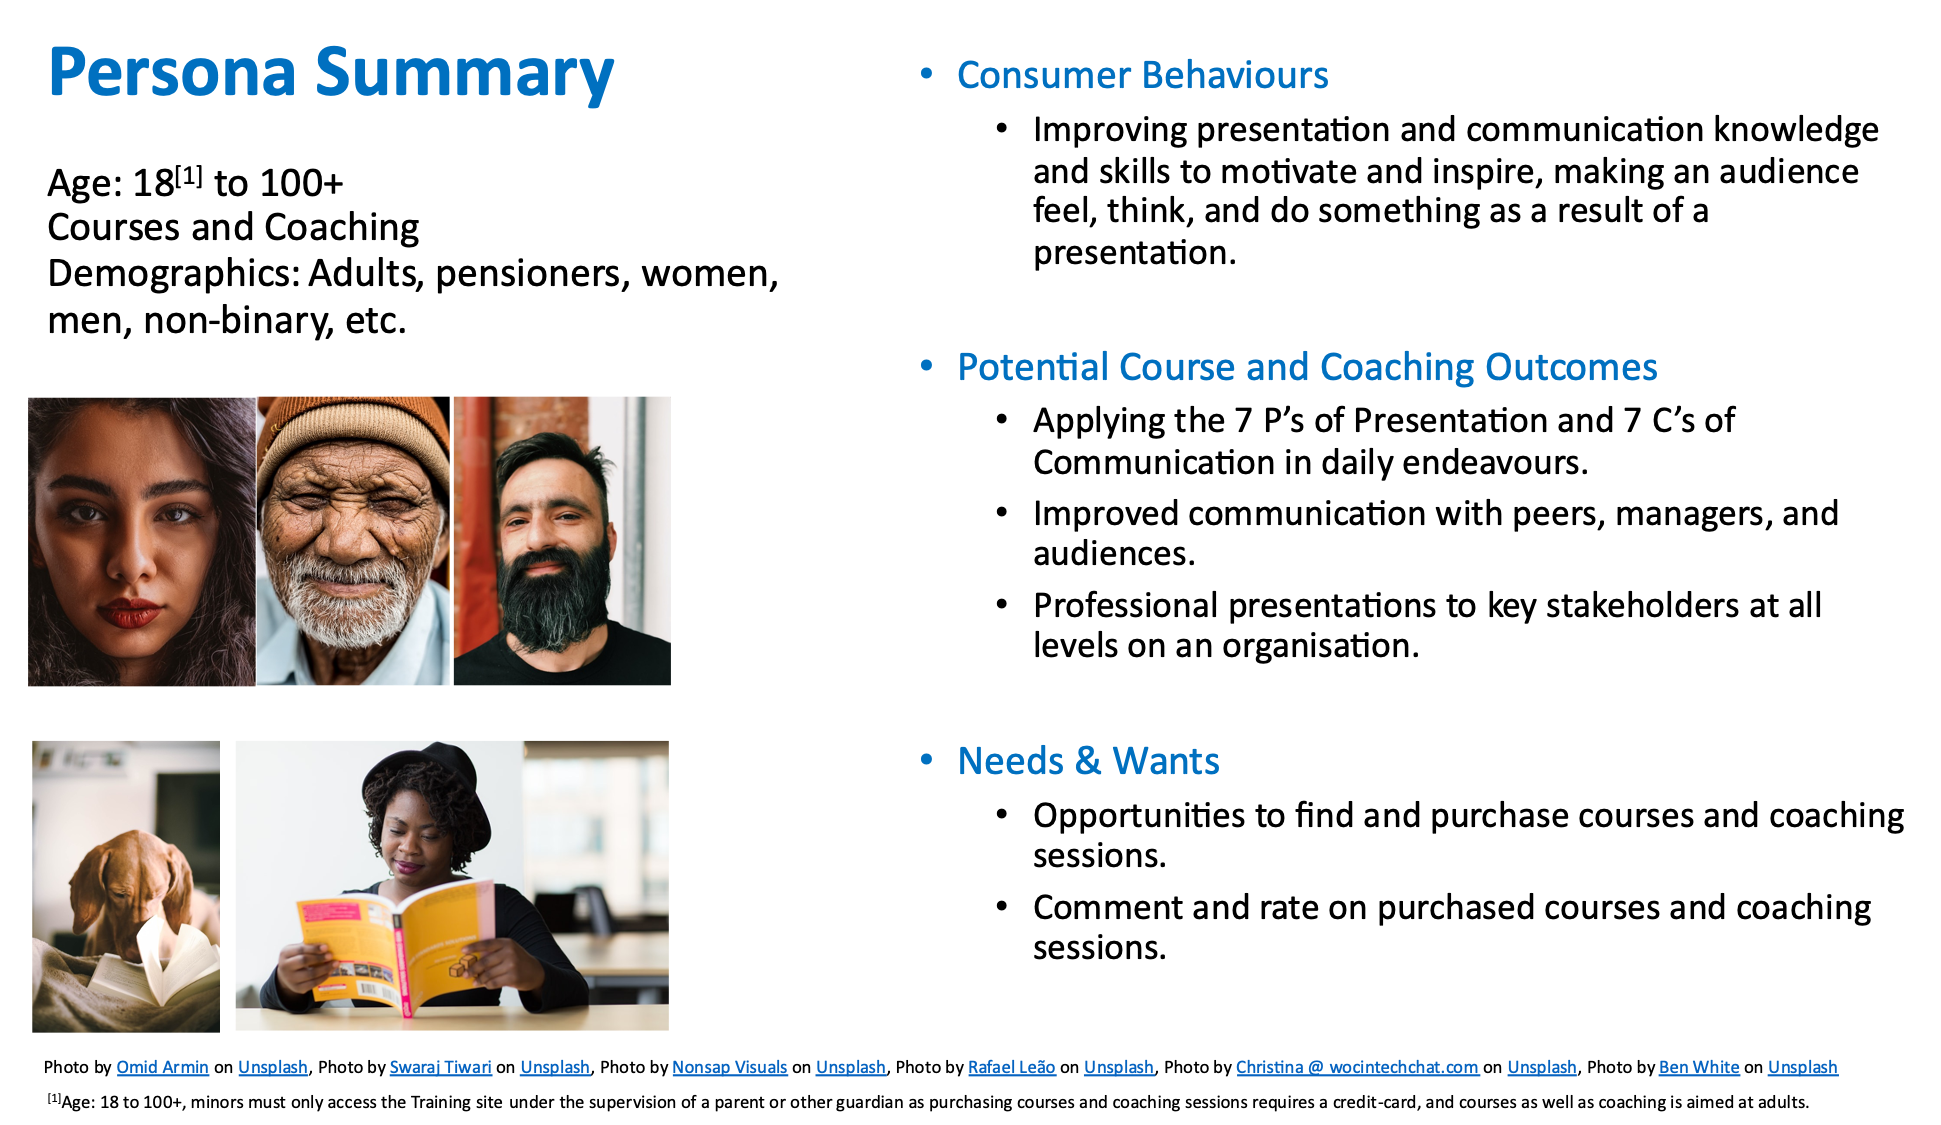 Persona Summary
Age: 18[1] to 100+
Courses and Coaching
Demographics: Adults, pensioners, women,
men, non-binary, etc.
• Consumer Behaviours
• Improving presentation and communication knowledge
and skills to motivate and inspire, making an audience
feel, think, and do something as a result of a
presentation.
• Potential Course and Coaching Outcomes
• Applying the 7 P’s of Presentation and 7 C’s of
Communication in daily endeavours.
• Improved communication with peers, managers, and
audiences.
• Professional presentations to key stakeholders at all
levels on an organisation.
• Needs & Wants
• Opportunities to find and purchase courses and coaching
sessions.
• Comment and rate on purchased courses and coaching
sessions.
Photo by Omid Armin on Unsplash, Photo by Swaraj Tiwari on Unsplash, Photo by Nonsap Visuals on Unsplash, Photo by Rafael Leão on Unsplash, Photo by Christina @ wocintechchat.com on Unsplash, Photo by Ben White on Unsplash
[1]Age: 18 to 100+, minors must only access the Training site under the supervision of a parent or other guardian as purchasing courses and coaching sessions requires a credit-card, and courses as well as coaching is aimed at adults.